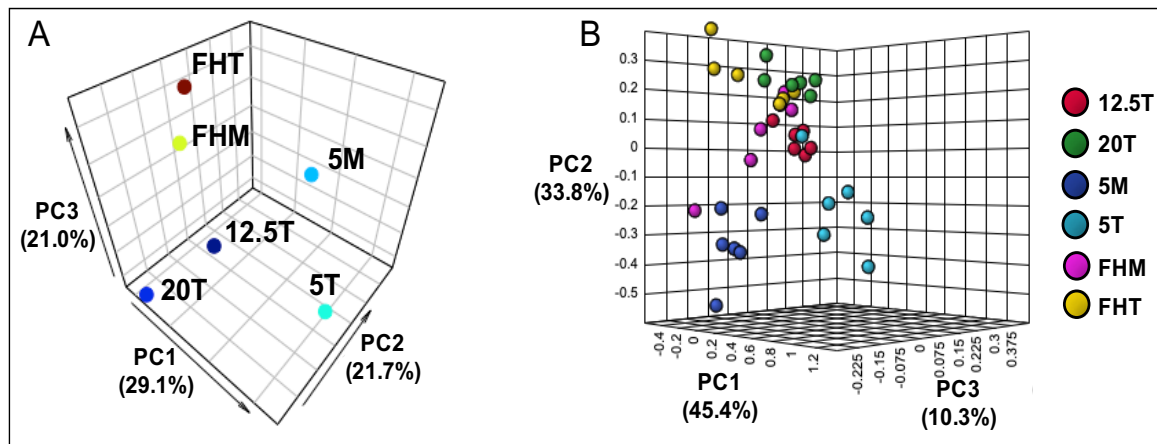 A
FHT
FHM
5M
12.5T
20T
5T
PC3
(21.0%)
PC1
(29.1%)
PC2
(21.7%)
B
0.3
0.2
0.1
0
-0.1
-0.2
-0.3
-0.4
-0.5
PC2
(33.8%)
-0.4
-0.2
0
0.2
0.4
0.6
0.8
1
1.2
PC1
(45.4%)
-0.225
-0.15
-0.075
0
0.075
0.15
0.225
0.3
0.375
PC3
(10.3%)
12.5T
20T
5M
5T
FHM
FHT